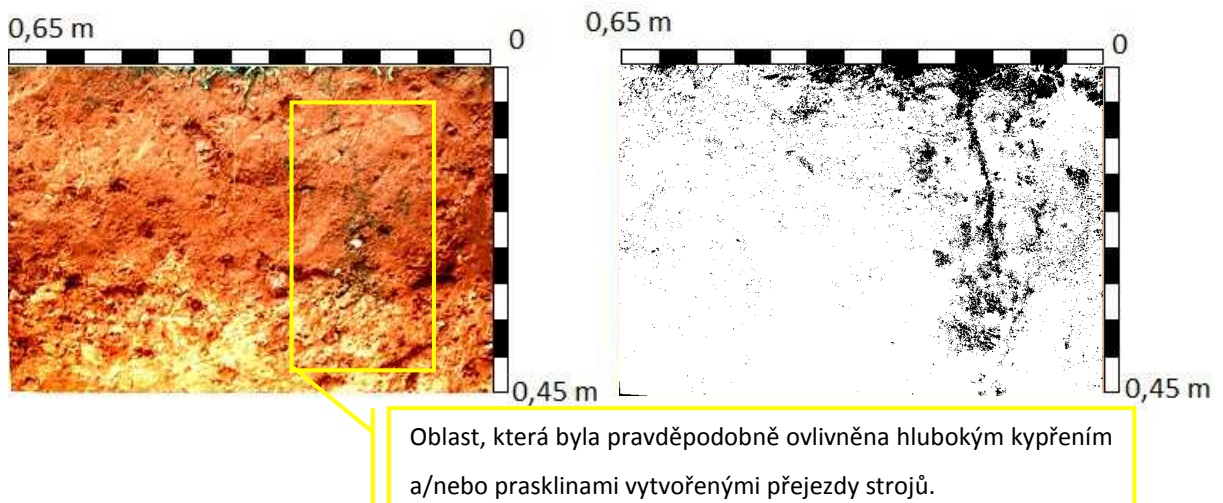 0,65 m
0
0,65 m
0
0,45 m
0,45 m
Oblast, která byla pravděpodobně ovlivněna hlubokým kypřením
a/nebo prasklinami vytvořenými přejezdy strojů.